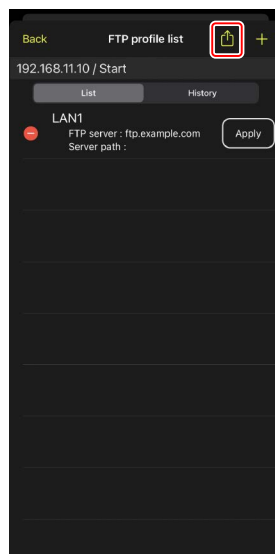 Back FTP profile list +
192.168.11.10 / Start
List History
LAN1
FTP server : ftp.example.com Apply
Server path :